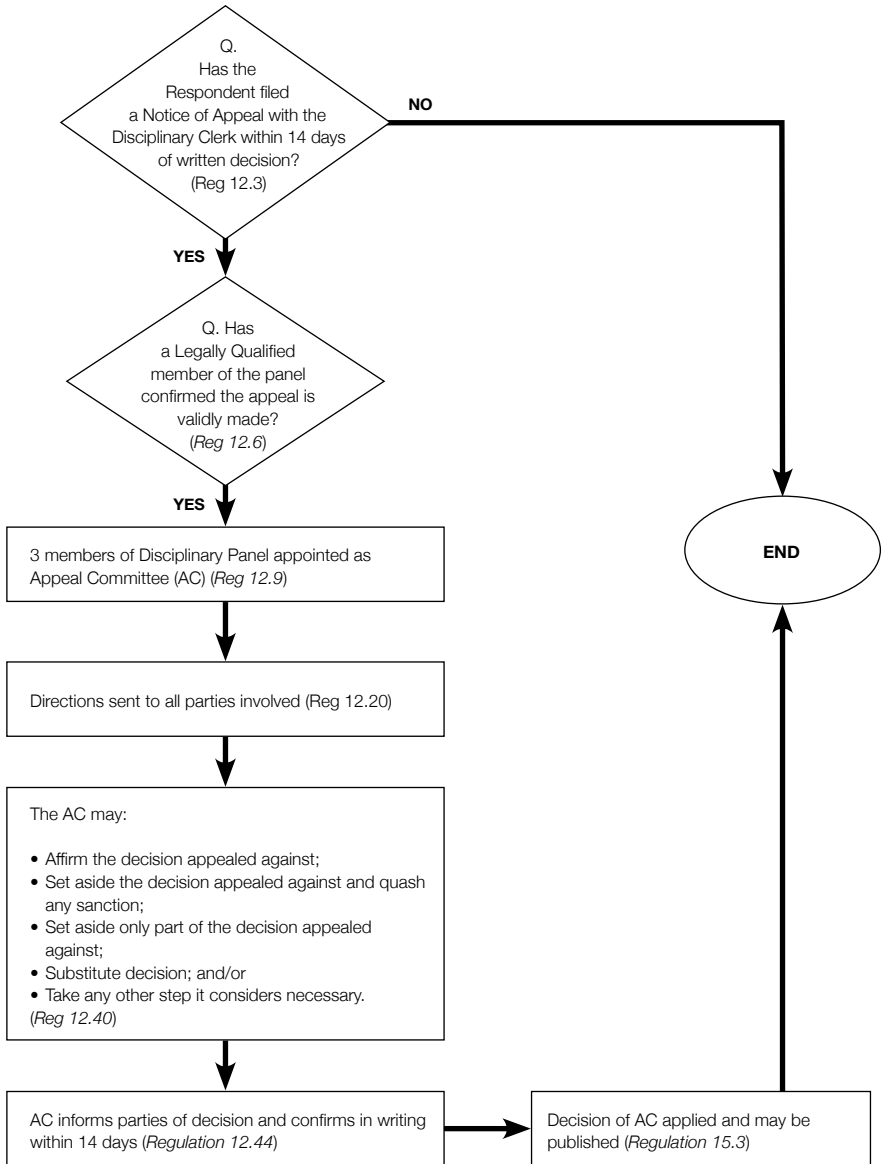 Q.
Has the
Respondent filed
a Notice of Appeal with the
Disciplinary Clerk within 14 days
of written decision?
(Reg 12.3)
NO
YES
Q. Has
a Legally Qualified
member of the panel
confirmed the appeal is
validly made?
(Reg 12.6)
YES
3 members of Disciplinary Panel appointed as
Appeal Committee (AC) (Reg 12.9)
END
Directions sent to all parties involved (Reg 12.20)
The AC may:
• Affirm the decision appealed against;
• Set aside the decision appealed against and quash
any sanction;
• Set aside only part of the decision appealed
against;
• Substitute decision; and/or
• Take any other step it considers necessary.
(Reg 12.40)
AC informs parties of decision and confirms in writing
within 14 days (Regulation 12.44)
Decision of AC applied and may be
published (Regulation 15.3)